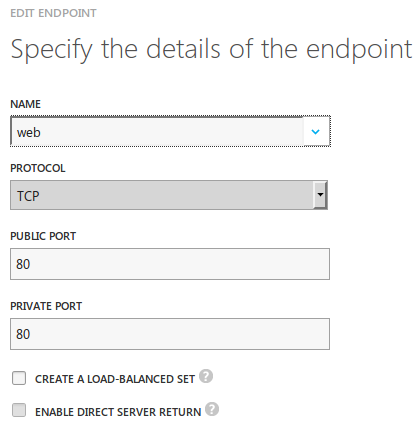 EDIT ENDPOINT
Specify the details of the endpoint
NAME
web
PROTOCOL
TCP
PUBLIC PORT
80
PRIVATE PORT
80
CREATE A LOAD-BALANCED SET ?
ENABLE DIRECT SERVER RETURN ?